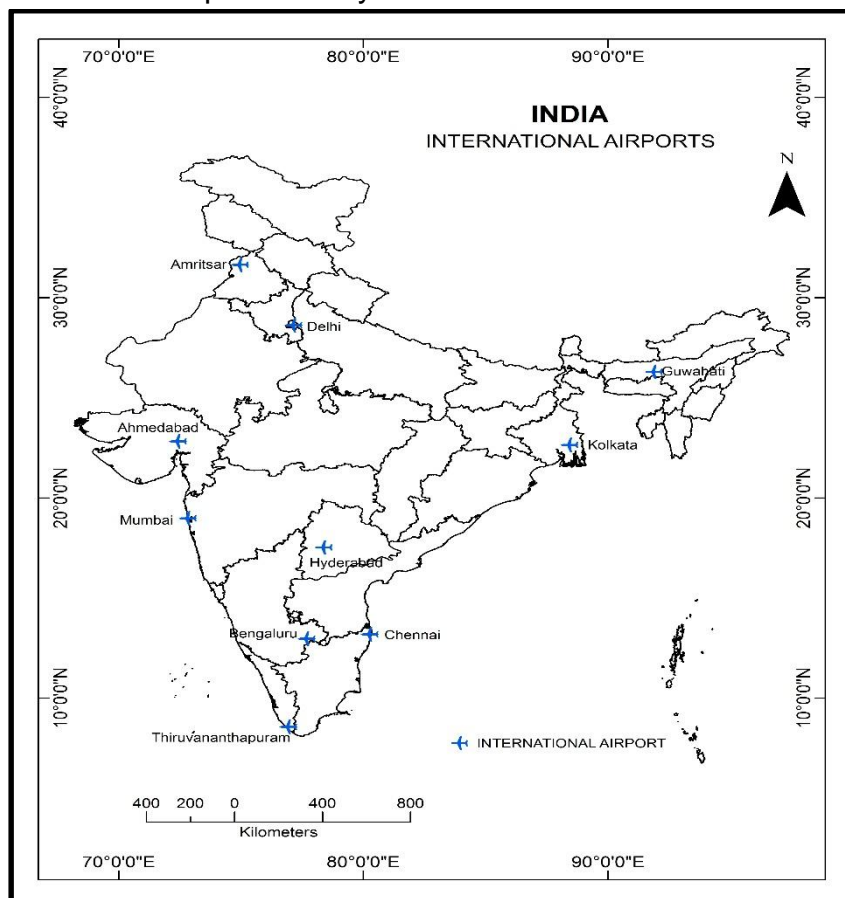 70°0'0"E 80°0'0"E 90°0'0"E
40°0'0"N 40°0'0"N
INDIA
INTERNATIONAL AIRPORTS
N
Amritsar
30°0'0"N 30°0'0"N
Delhi
Guwahati
Ahmedabad
Kolkata
20°0'0"N 20°0'0"N
Mumbai
Hyderabad
Bengaluru
Chennai
10°0'0"N 10°0'0"N
Thiruvananthapuram
INTERNATIONAL AIRPORT
400 200 0 400 800
Kilometers
70°0'0"E 80°0'0"E 90°0'0"E